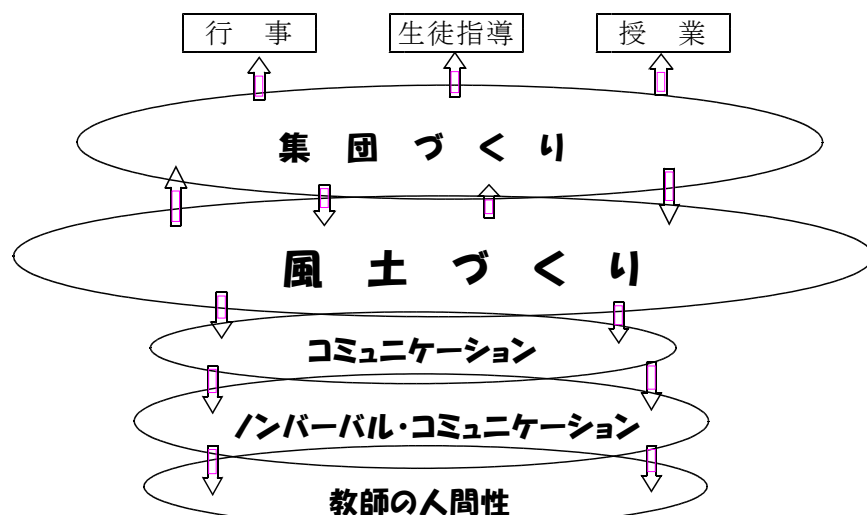 行　事　生徒指導　授　業
集　団　づ　く　り
風　土　づ　く　り
コミュニケーション
ノンバーバル・コミュニケーション
教師の人間性